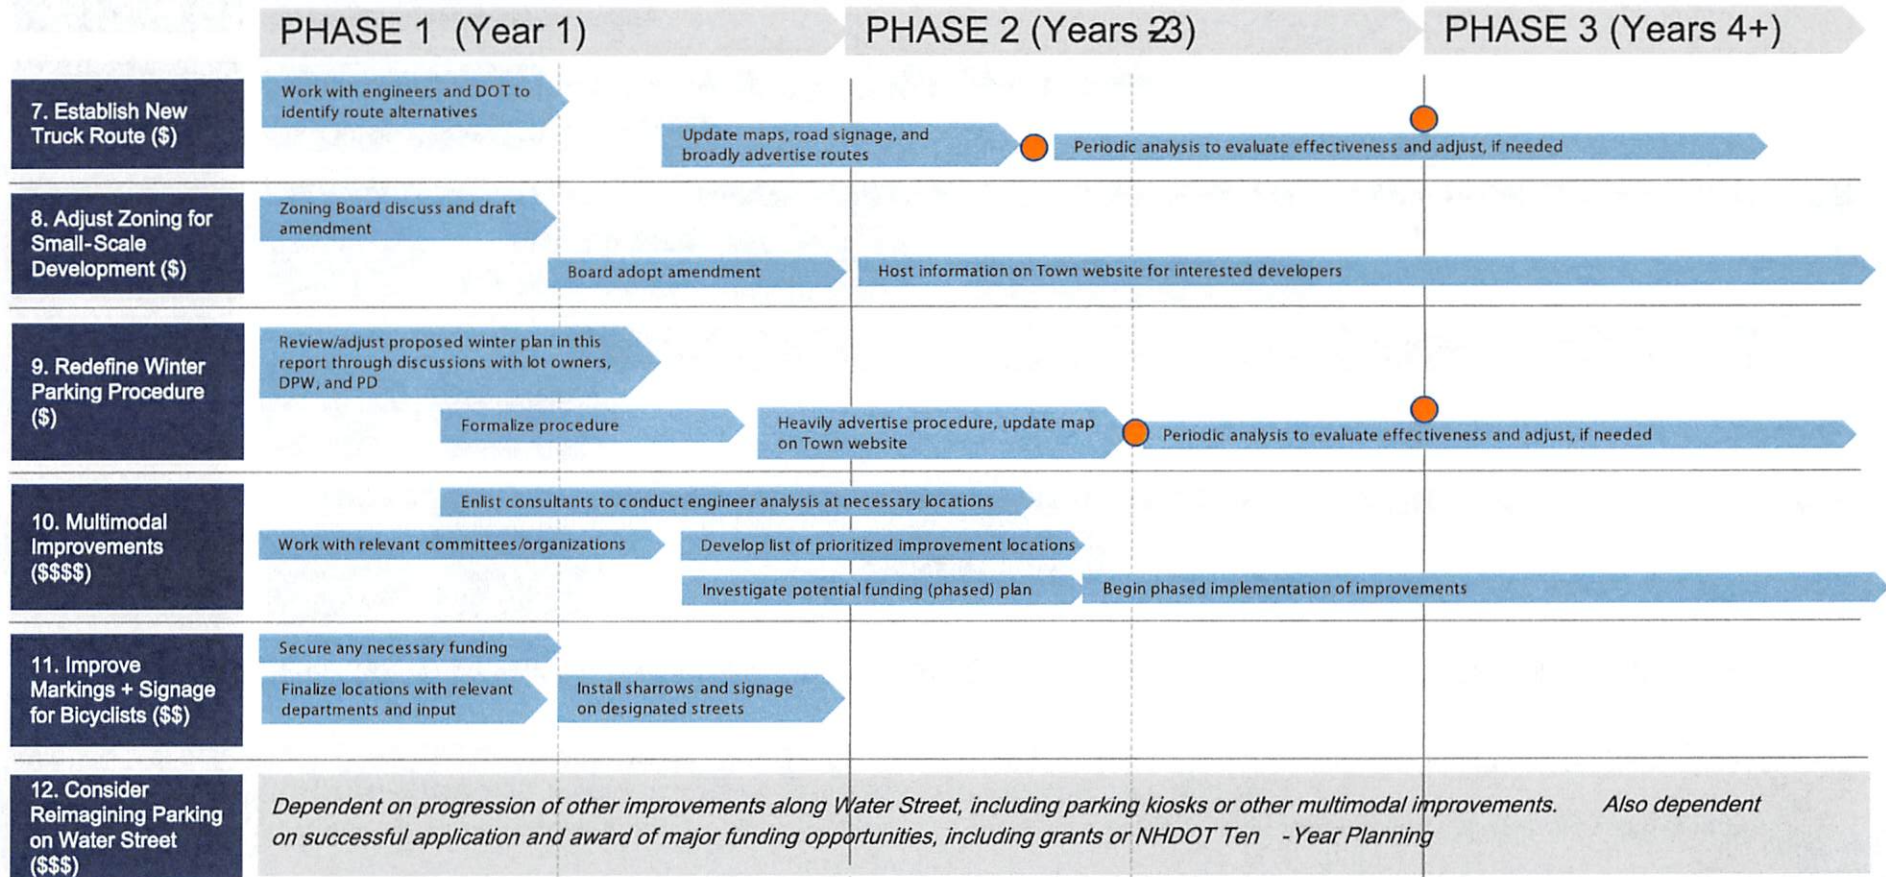 PHASE 1 (Year 1)
PHASE 2 (Years 23)
PHASE 3 (Years 4+)
7. Establish New
Truck Route ($)
Work with engineers and DOT to
identify route alternatives
Update maps, road signage, and
broadly advertise routes
Periodic analysis to evaluate effectiveness and adjust, if needed
8. Adjust Zoning for
Small-Scale
Development ($)
Zoning Board discuss and draft
amendment
Board adopt amendment
Host information on Town website for interested developers
9. Redefine Winter
Parking Procedure
($)
Review/adjust proposed winter plan in this
report through discussions with lot owners,
DPW, and PD
Formalize procedure
Heavily advertise procedure, update map
on Town website
Periodic analysis to evaluate effectiveness and adjust, if needed
10. Multimodal
Improvements
($$$$)
Enlist consultants to conduct engineer analysis at necessary locations
Work with relevant committees/organizations
Develop list of prioritized improvement locations
Investigate potential funding (phased) plan
Begin phased implementation of improvements
11. Improve
Markings + Signage
for Bicyclists ($$)
Secure any necessary funding
Finalize locations with relevant
departments and input
Install sharrows and signage
on designated streets
12. Consider
Reimagining Parking
on Water Street
($$$)
Dependent on progression of other improvements along Water Street, including parking kiosks or other multimodal improvements. Also dependent
on successful application and award of major funding opportunities, including grants or NHDOT Ten -Year Planning